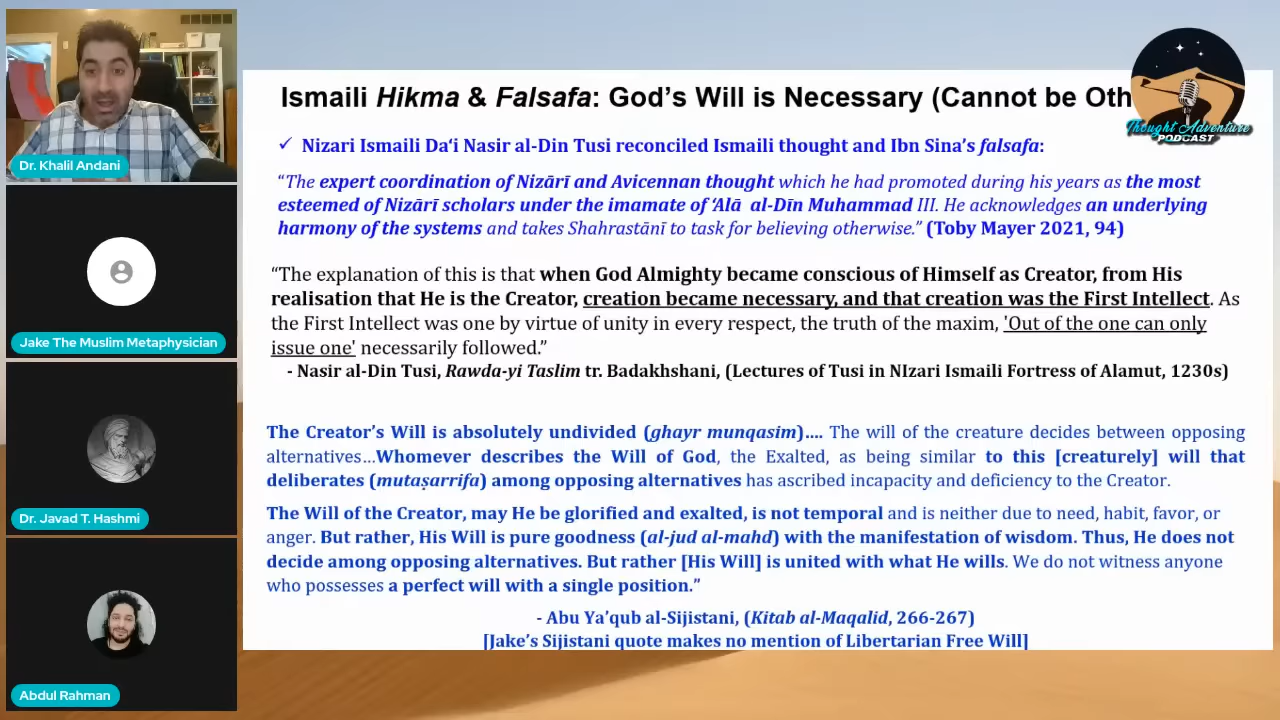 Ismaili Hikma & Falsafa: God's Will is Necessary (Cannot be Oth
Thought Adventure
PODCAST
✓ Nizari Ismaili Da'i Nasir al-Din Tusi reconciled Ismaili thought and Ibn Sina's falsafa:
"The expert coordination of Nizārī and Avicennan thought which he had promoted during his years as the most
esteemed of Nizārī scholars under the imamate of 'Alā al-Dīn Muhammad III. He acknowledges an underlying
harmony of the systems and takes Shahrastānī to task for believing otherwise." (Toby Mayer 2021, 94)
"The explanation of this is that when God Almighty became conscious of Himself as Creator, from His
realisation that He is the Creator, creation became necessary, and that creation was the First Intellect. As
the First Intellect was one by virtue of unity in every respect, the truth of the maxim, 'Out of the one can only
issue one' necessarily followed."
- Nasir al-Din Tusi, Rawda-yi Taslim tr. Badakhshani, (Lectures of Tusi in NIzari Ismaili Fortress of Alamut, 1230s)
The Creator's Will is absolutely undivided (ghayr munqasim).... The will of the creature decides between opposing
alternatives…Whomever describes the Will of God, the Exalted, as being similar to this [creaturely] will that
deliberates (mutaṣarrifa) among opposing alternatives has ascribed incapacity and deficiency to the Creator.
The Will of the Creator, may He be glorified and exalted, is not temporal and is neither due to need, habit, favor, or
anger. But rather, His Will is pure goodness (al-jud al-mahd) with the manifestation of wisdom. Thus, He does not
decide among opposing alternatives. But rather [His Will] is united with what He wills. We do not witness anyone
who possesses a perfect will with a single position."
- Abu Ya'qub al-Sijistani, (Kitab al-Maqalid, 266-267)
[Jake's Sijistani quote makes no mention of Libertarian Free Will]
Dr. Khalil Andani
Jake The Muslim Metaphysician
Dr. Javad T. Hashmi
Abdul Rahman